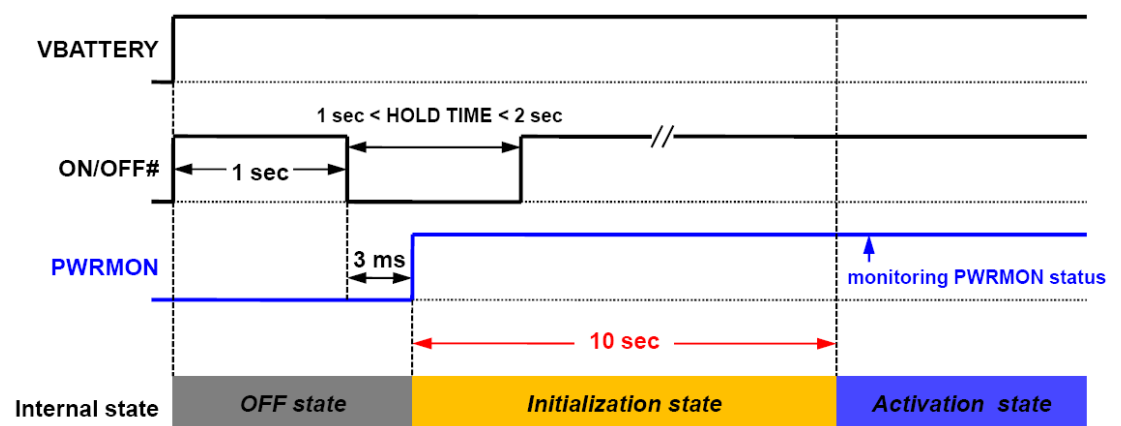 VBATTERY
1 sec < HOLD TIME < 2 sec
ON/OFF#
1 sec
PWRMON
3 ms
monitoring PWRMON status
10 sec
Internal state
OFF state
Initialization state
Activation state